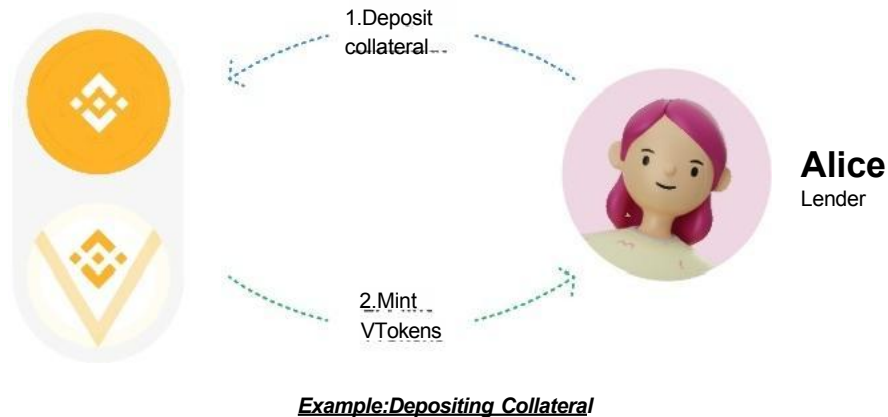 1.Deposit
collateral
Alice
Lender
2.Mint
VTokens
Example:Depositing Collateral